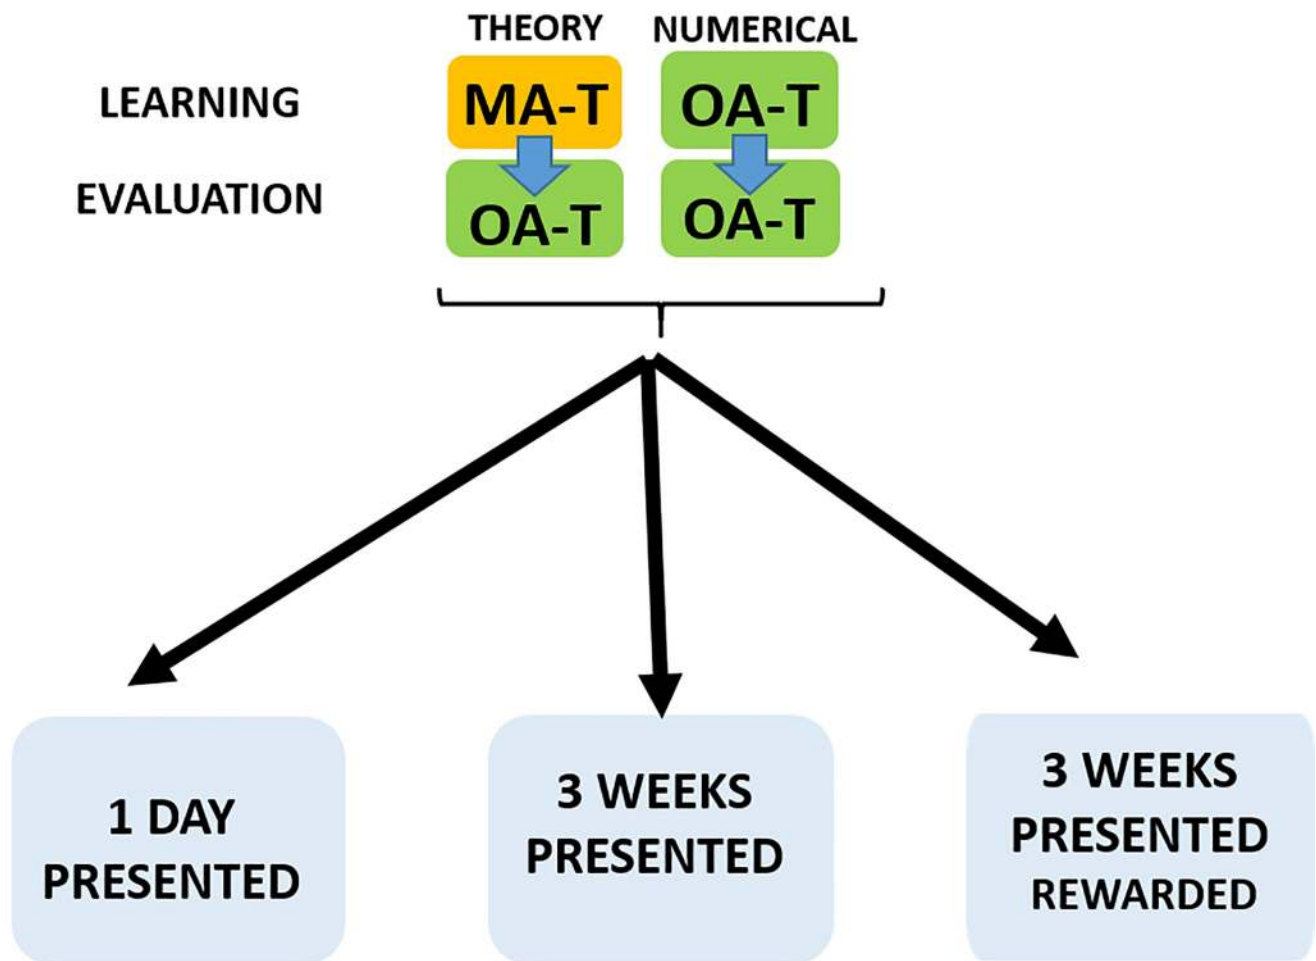 THEORY NUMERICAL
LEARNING MA-T OA-T
EVALUATION OA-T OA-T
1 DAY
PRESENTED
3 WEEKS
PRESENTED
3 WEEKS
PRESENTED
REWARDED